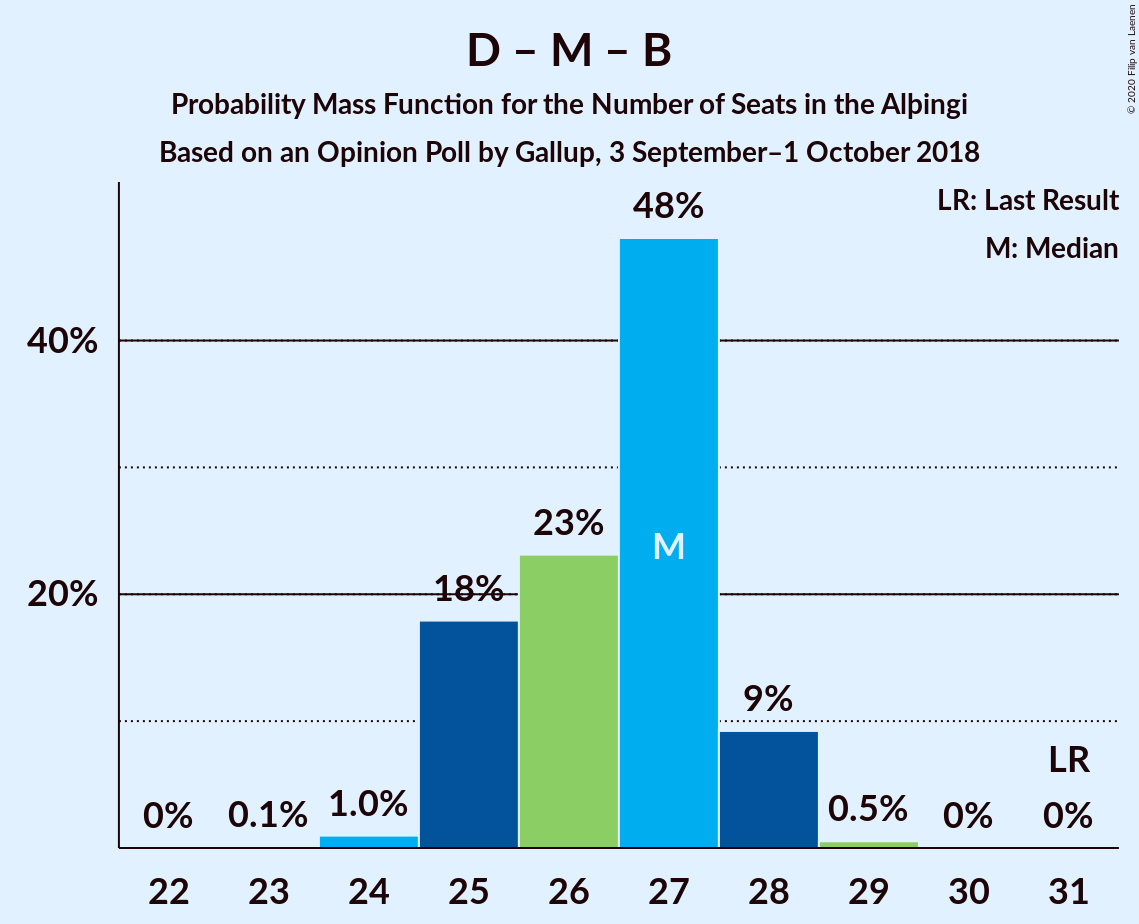 D – M – B
Probability Mass Function for the Number of Seats in the Alþingi
Based on an Opinion Poll by Gallup, 3 September–1 October 2018
© 2020 Filip van Laenen
LR: Last Result
M: Median
40%
20%
0%
0.1%
1.0%
18%
23%
48%
M
9%
0.5%
0%
LR
0%
22 23 24 25 26 27 28 29 30 31